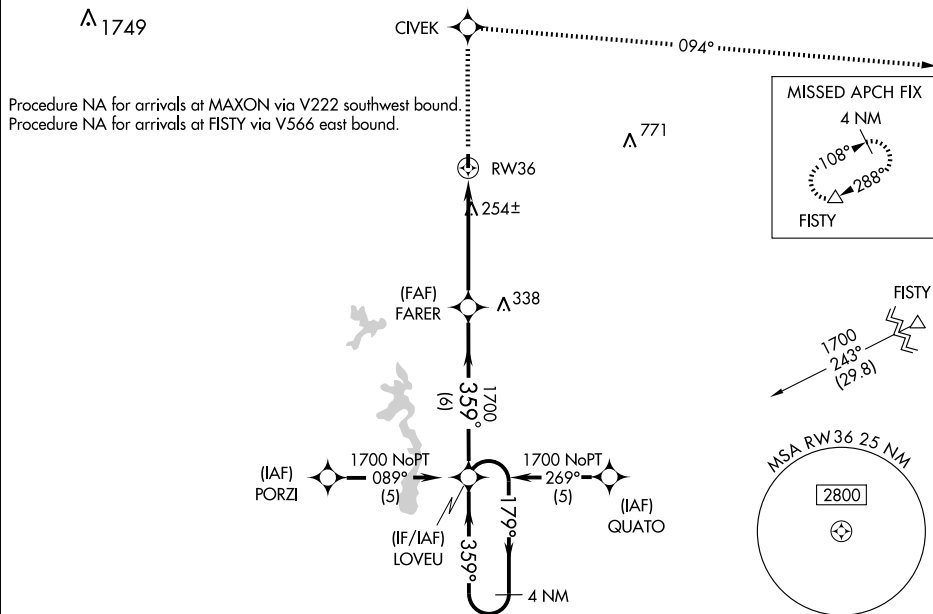 1749
CIVEK
094°
Procedure NA for arrivals at MAXON via V222 southwest bound.
Procedure NA for arrivals at FISTY via V566 east bound.
MISSED APCH FIX
4 NM
108°
288°
FISTY
771
RW36
254±
(FAF)
FARER
338
FISTY
1700
243°
(29.8)
1700
359°
(6)
MSA RW36 25 NM
2800
(IAF)
PORZI
1700 NoPT
089°
(5)
1700 NoPT
269°
(5)
(IAF)
QUATO
(IF/IAF)
LOVEU
359°
179°
4 NM